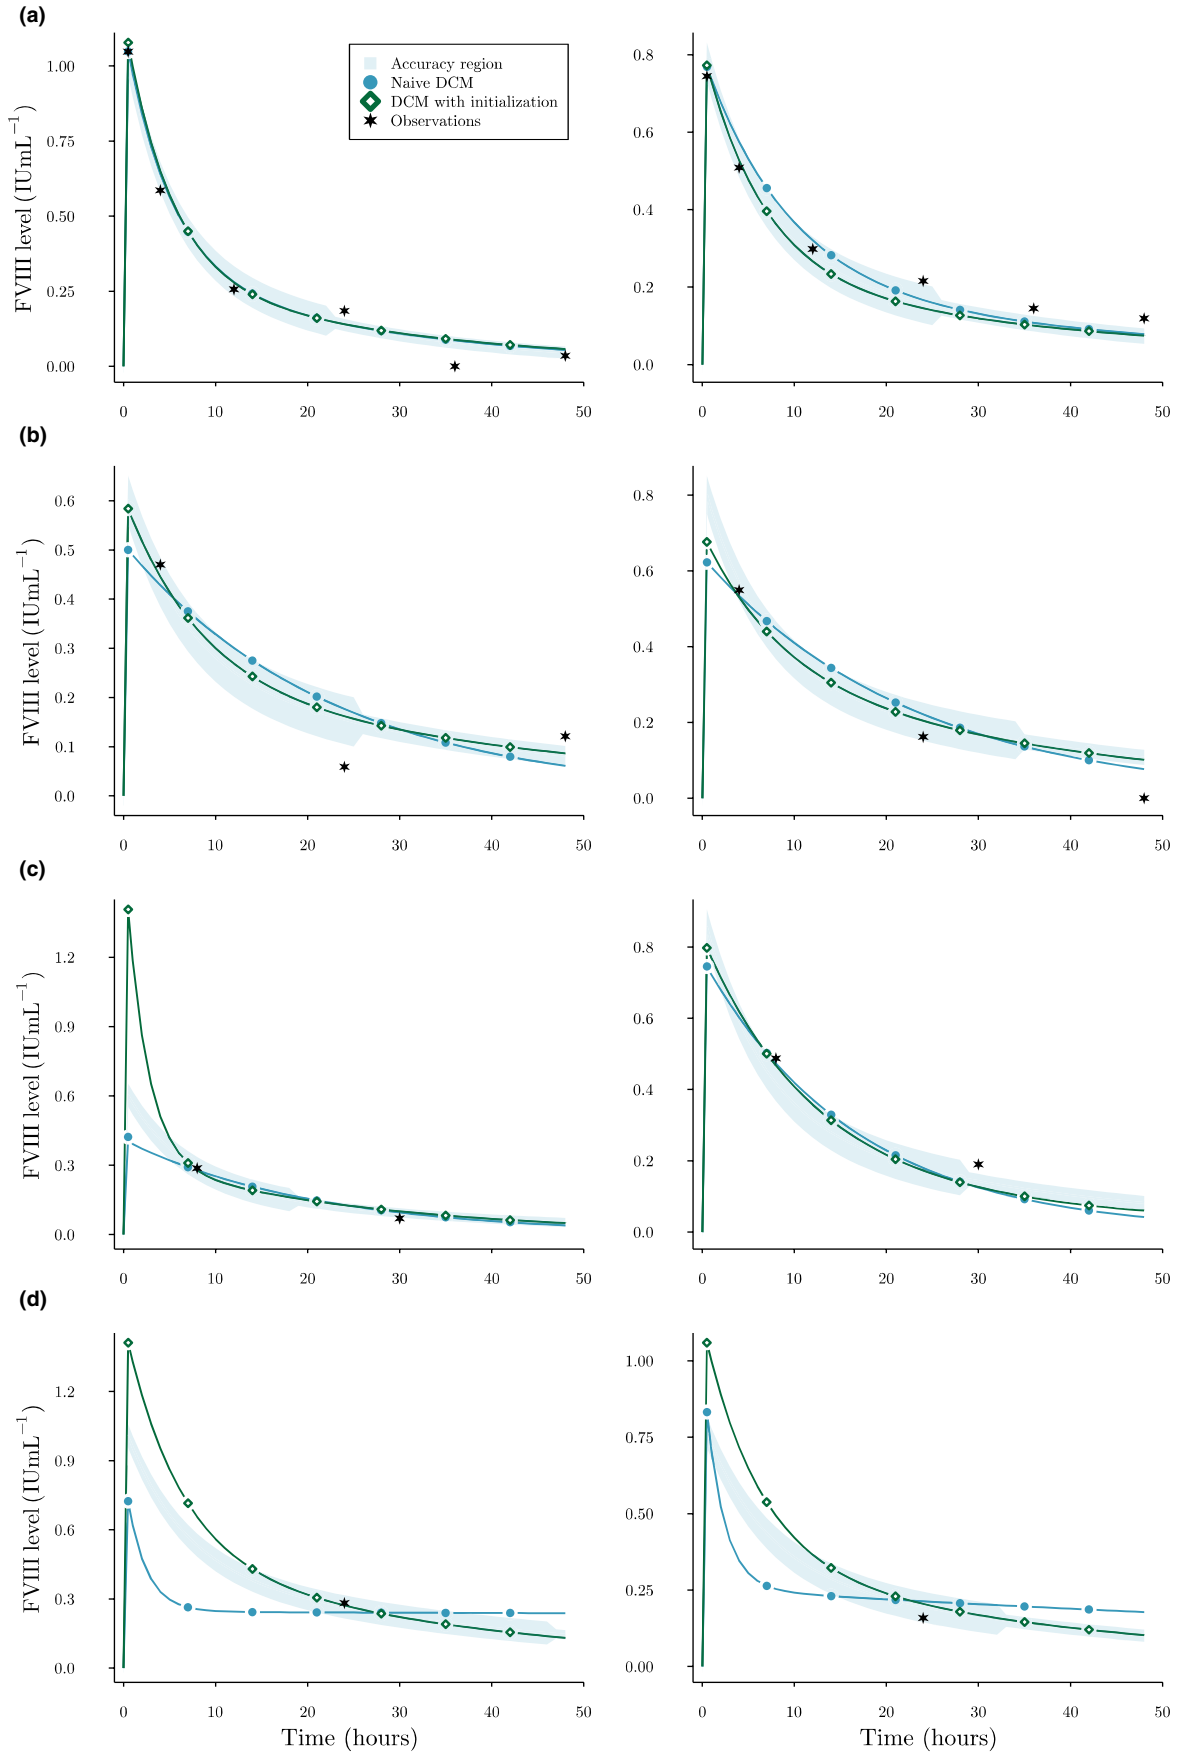 (a)
FVIII level (IUmL⁻¹)
1.00
0.75
0.50
0.25
0.00
Accuracy region
Naive DCM
DCM with initialization
Observations
0 10 20 30 40 50
0.8
0.6
0.4
0.2
0.0
0 10 20 30 40 50
(b)
FVIII level (IUmL⁻¹)
0.6
0.5
0.4
0.3
0.2
0.1
0.0
0 10 20 30 40 50
0.8
0.6
0.4
0.2
0.0
0 10 20 30 40 50
(c)
FVIII level (IUmL⁻¹)
1.2
0.9
0.6
0.3
0.0
0 10 20 30 40 50
0.8
0.6
0.4
0.2
0.0
0 10 20 30 40 50
(d)
FVIII level (IUmL⁻¹)
1.2
0.9
0.6
0.3
0.0
0 10 20 30 40 50
Time (hours)
1.00
0.75
0.50
0.25
0.00
0 10 20 30 40 50
Time (hours)